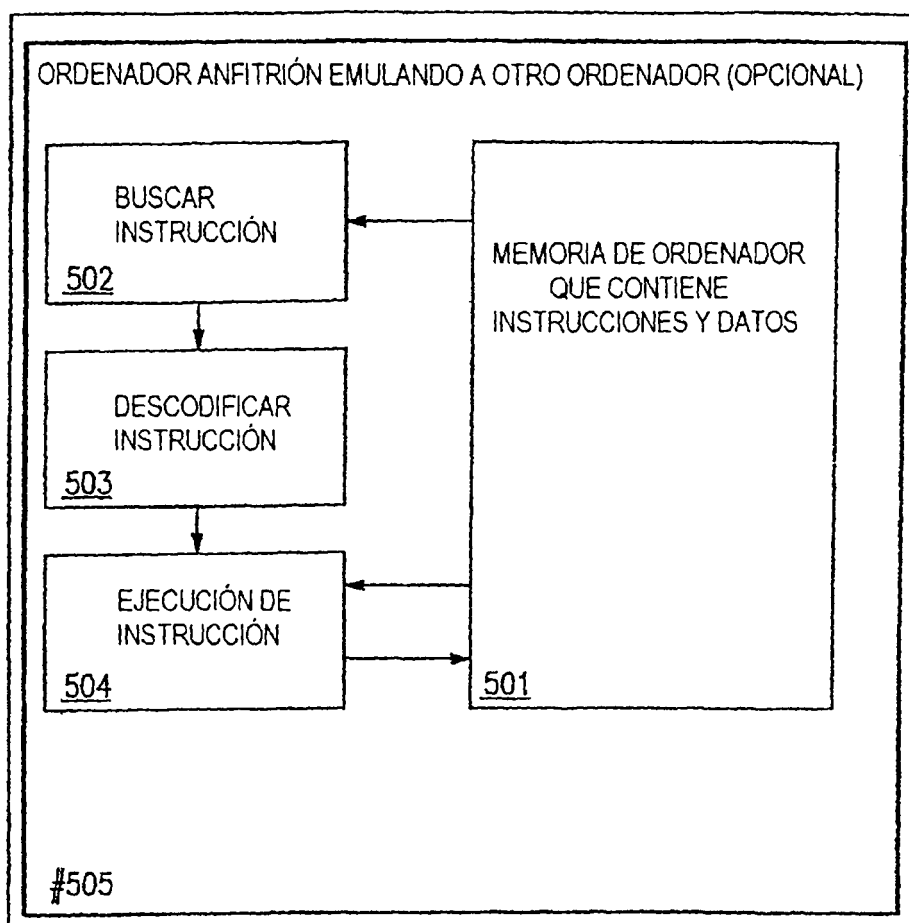 ORDENADOR ANFITRIÓN EMULANDO A OTRO ORDENADOR (OPCIONAL)
BUSCAR
INSTRUCCIÓN
502
MEMORIA DE ORDENADOR
QUE CONTIENE
INSTRUCCIONES Y DATOS
DESCODIFICAR
INSTRUCCIÓN
503
EJECUCIÓN DE
INSTRUCCIÓN
504
501
#505